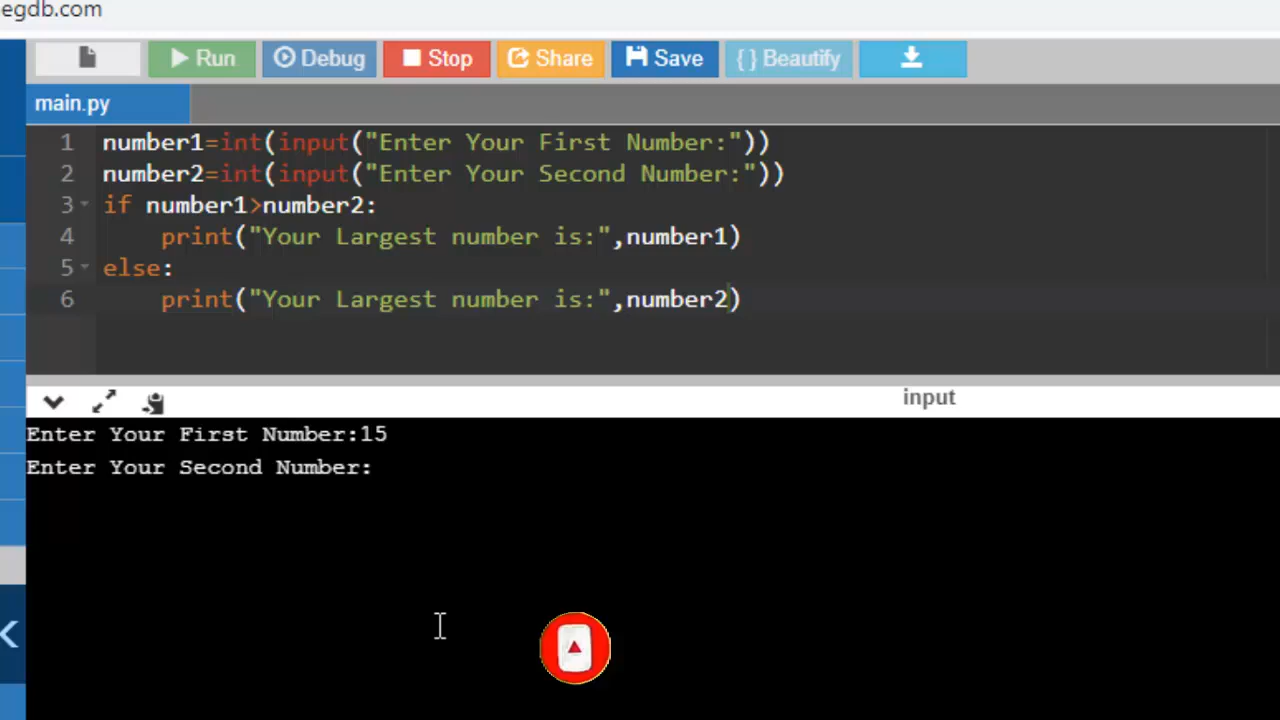 egdb.com
Run Debug Stop Share Save { } Beautify
main.py
1 number1=int(input("Enter Your First Number:"))
2 number2=int(input("Enter Your Second Number:"))
3 if number1>number2:
4     print("Your Largest number is:",number1)
5 else:
6     print("Your Largest number is:",number2)
input
Enter Your First Number:15
Enter Your Second Number: